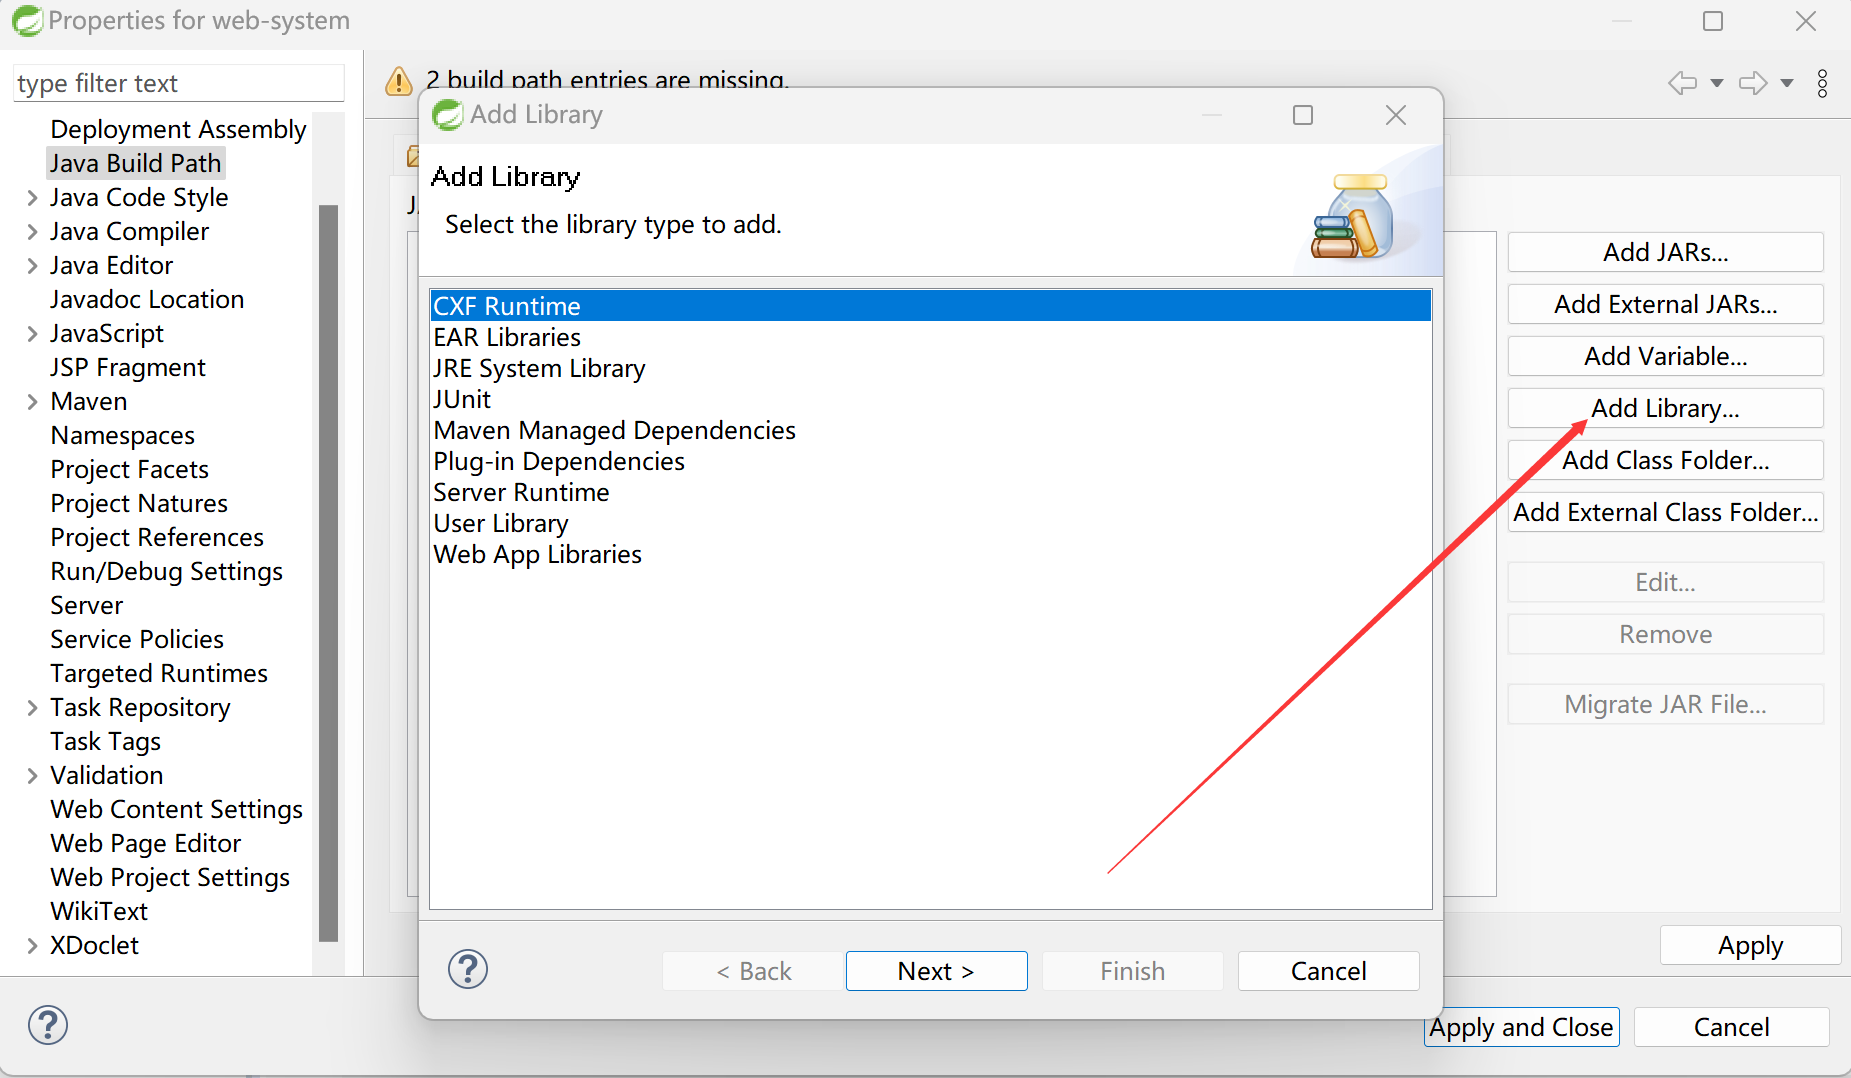 Properties for web-system
type filter text
Deployment Assembly
Java Build Path
Java Code Style
Java Compiler
Java Editor
Javadoc Location
JavaScript
JSP Fragment
Maven
Namespaces
Project Facets
Project Natures
Project References
Run/Debug Settings
Server
Service Policies
Targeted Runtimes
Task Repository
Task Tags
Validation
Web Content Settings
Web Page Editor
Web Project Settings
WikiText
XDoclet
2 build path entries are missing.
Add Library
Add Library
Select the library type to add.
CXF Runtime
EAR Libraries
JRE System Library
JUnit
Maven Managed Dependencies
Plug-in Dependencies
Server Runtime
User Library
Web App Libraries
< Back
Next >
Finish
Cancel
Add JARs...
Add External JARs...
Add Variable...
Add Library...
Add Class Folder...
Add External Class Folder...
Edit...
Remove
Migrate JAR File...
Apply
Apply and Close
Cancel